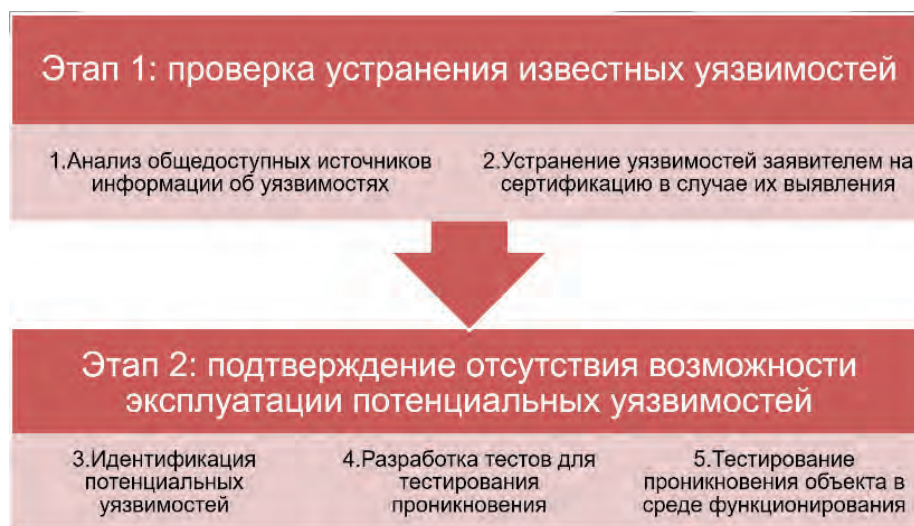 Этап 1: проверка устранения известных уязвимостей
1.Анализ общедоступных источников
информации об уязвимостях
2.Устранение уязвимостей заявителем на
сертификацию в случае их выявления
Этап 2: подтверждение отсутствия возможности
эксплуатации потенциальных уязвимостей
3.Идентификация
потенциальных
уязвимостей
4.Разработка тестов для
тестирования
проникновения
5.Тестирование
проникновения объекта в
среде функционирования